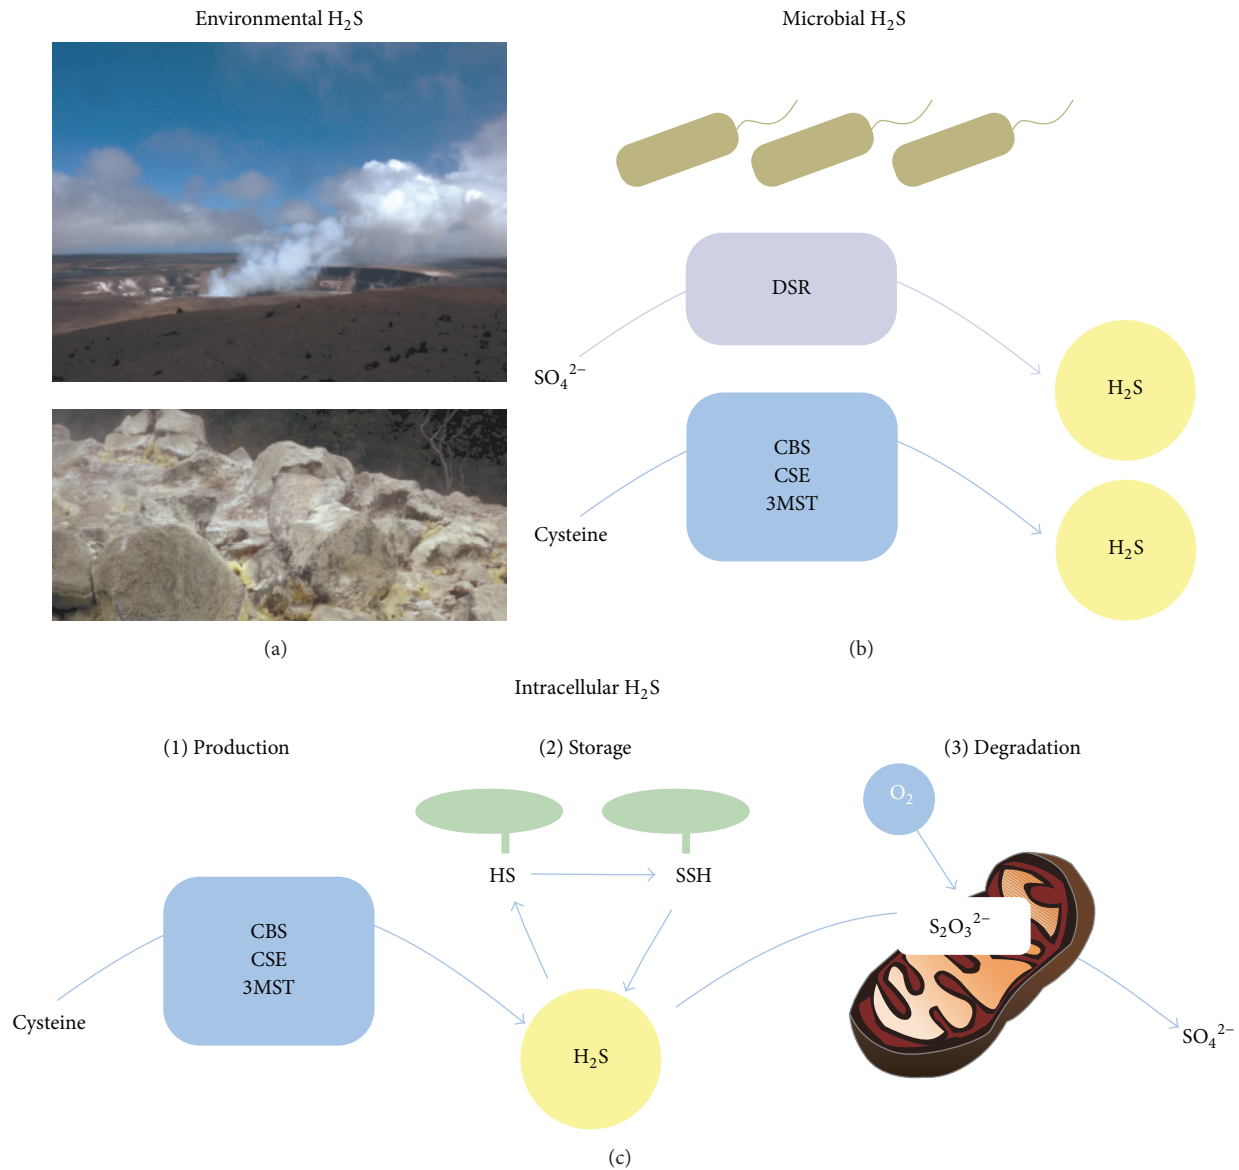 Environmental H₂S
Microbial H₂S
DSR
SO₄²⁻
H₂S
CBS
CSE
3MST
Cysteine
H₂S
(a)
(b)
Intracellular H₂S
(1) Production
(2) Storage
(3) Degradation
O₂
HS
SSH
S₂O₃²⁻
CBS
CSE
3MST
Cysteine
H₂S
SO₄²⁻
(c)